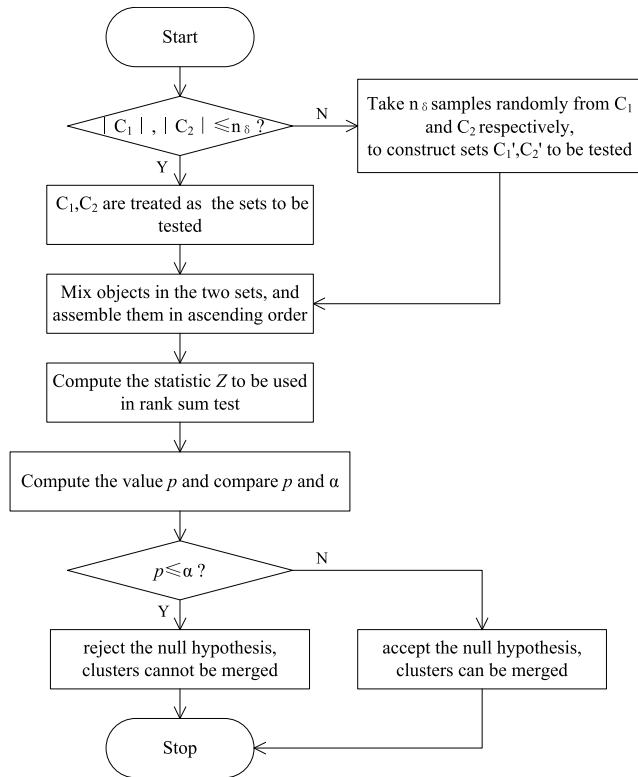 Start
| C₁ | , | C₂ | ≤n δ ?
N
Take n δ samples randomly from C₁
and C₂ respectively,
to construct sets C₁',C₂' to be tested
Y
C₁,C₂ are treated as the sets to be
tested
Mix objects in the two sets, and
assemble them in ascending order
Compute the statistic Z to be used
in rank sum test
Compute the value p and compare p and α
p≤α ?
N
Y
reject the null hypothesis,
clusters cannot be merged
accept the null hypothesis,
clusters can be merged
Stop